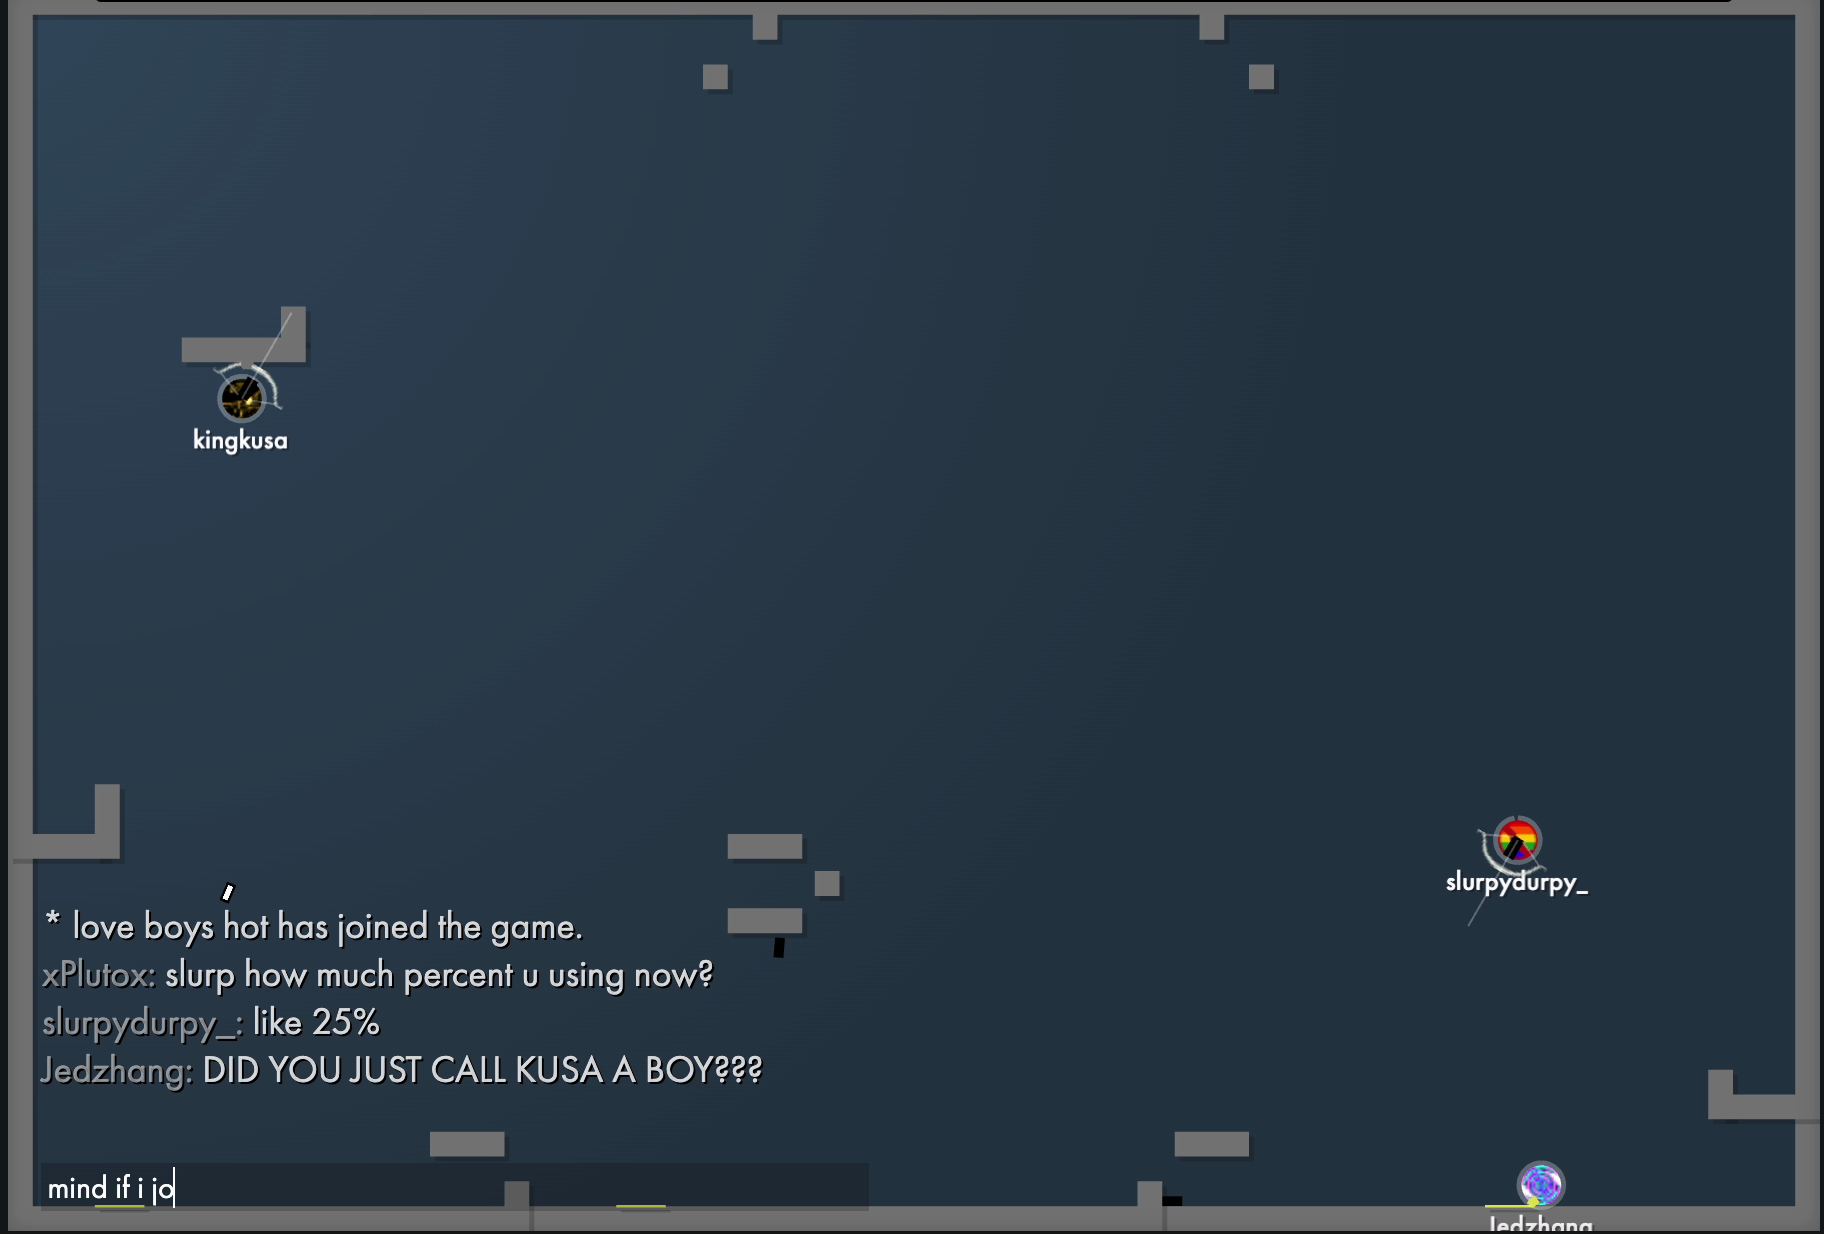 kingkusa
slurpydurpy_
* love boys hot has joined the game.
xPlutox: slurp how much percent u using now?
slurpydurpy_: like 25%
Jedzhang: DID YOU JUST CALL KUSA A BOY???
mind if i jo
Jedzhang